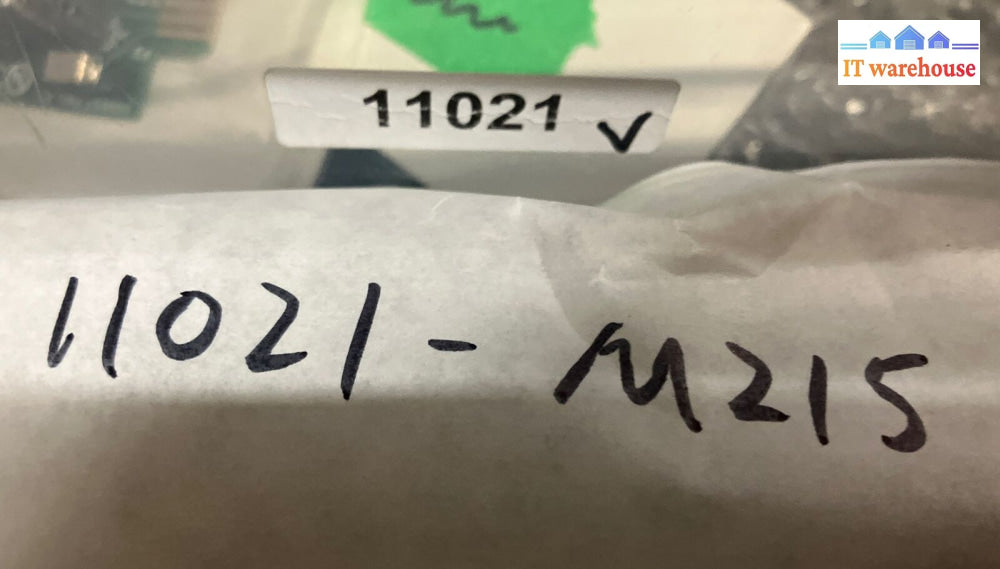 IT warehouse
11021 ✓
11021 - M215